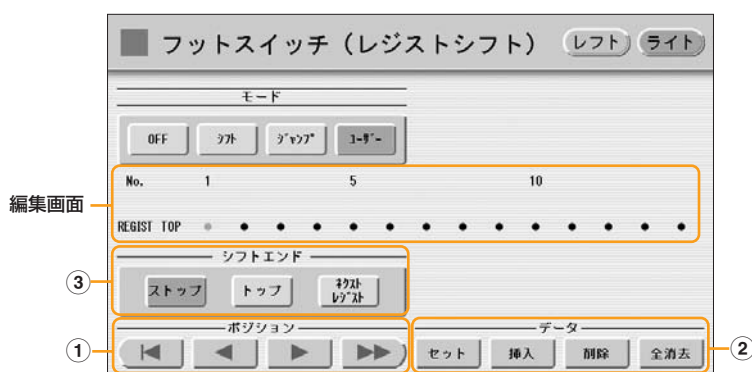 フットスイッチ（レジストシフト） レフト ライト
モード
OFF ｼﾌﾄ ｼﾞｬﾝﾌﾟ ﾕｰｻﾞｰ
編集画面
No. 1 5 10
REGIST TOP
シフトエンド
③
ストップ トップ ﾈｸｽﾄ
ﾚｼﾞｽﾄ
ポジション データ
①
セット 挿入 削除 全消去
②